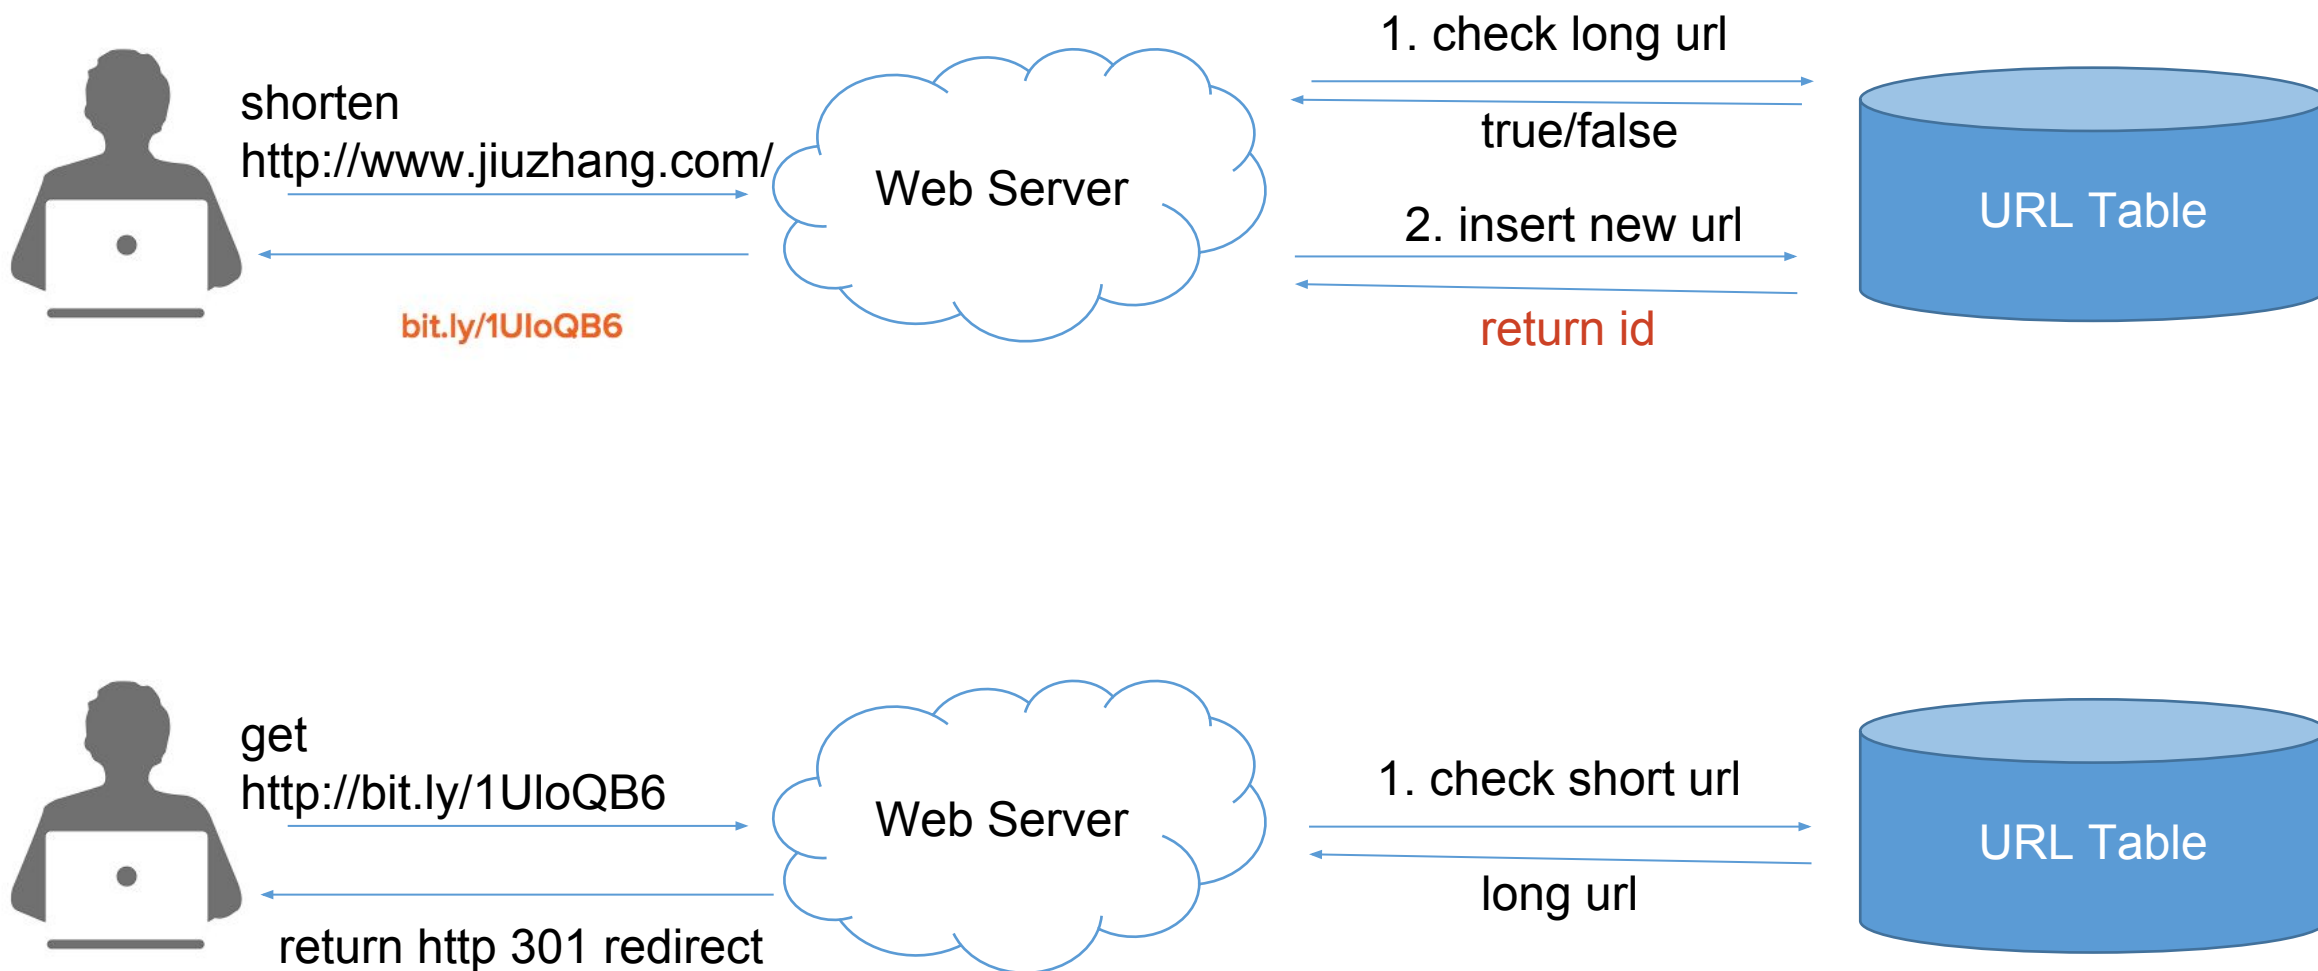 1. check long url
shorten
http://www.jiuzhang.com/
true/false
Web Server
URL Table
2. insert new url
bit.ly/1UloQB6
return id
get
http://bit.ly/1UloQB6
1. check short url
Web Server
URL Table
long url
return http 301 redirect